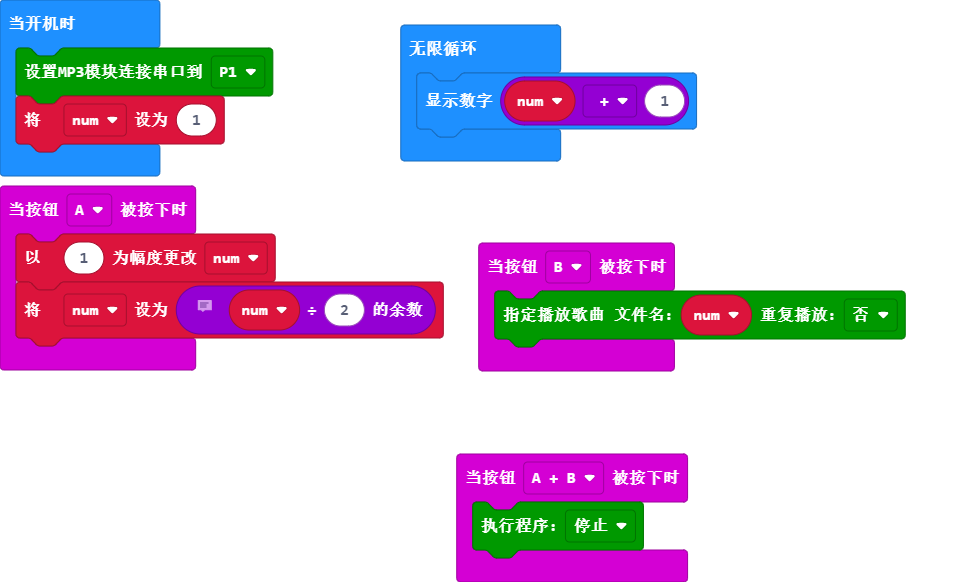 当开机时
设置MP3模块连接串口到 P1
将 num 设为 1
无限循环
显示数字 num + 1
当按钮 A 被按下时
以 1 为幅度更改 num
将 num 设为 num ÷ 2 的余数
当按钮 B 被按下时
指定播放歌曲 文件名: num 重复播放: 否
当按钮 A + B 被按下时
执行程序: 停止